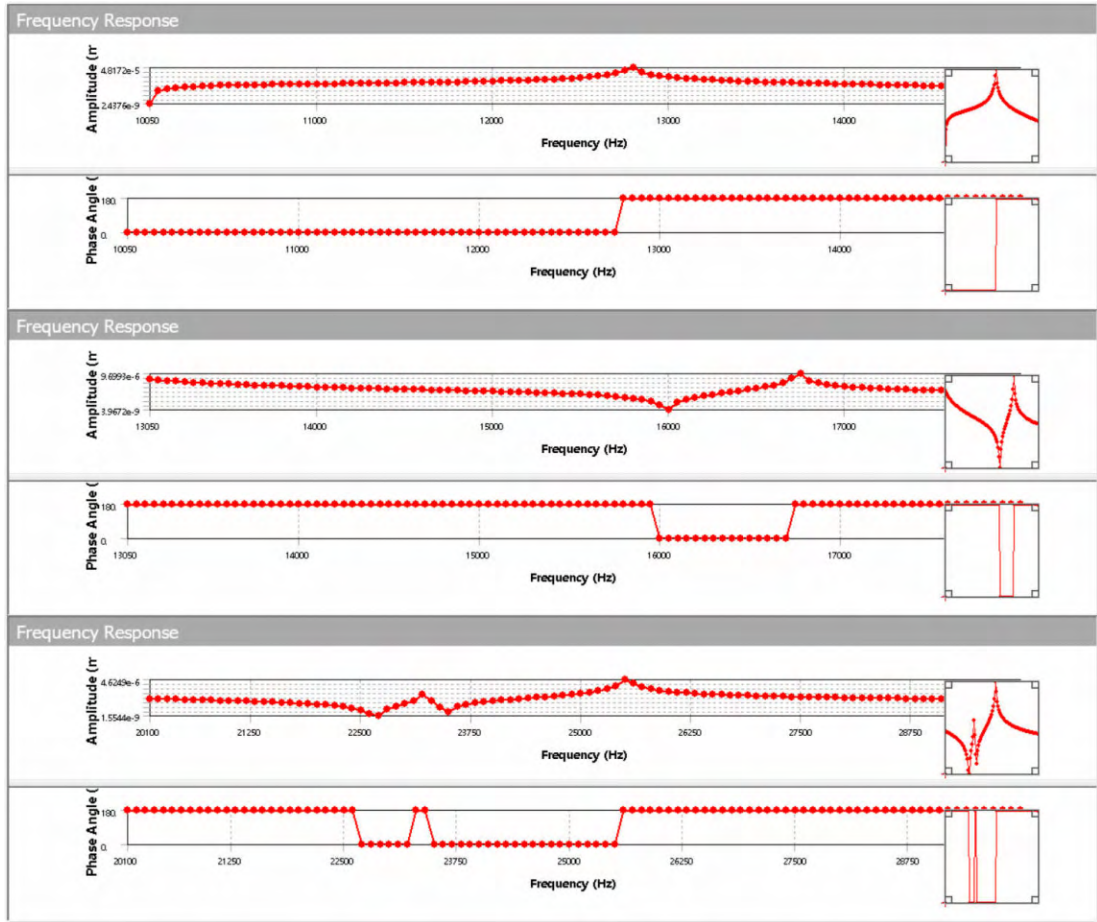 Frequency Response
Amplitude (m
4.8172e-5
2.4376e-9
10050 11000 12000 13000 14000
Frequency (Hz)
Phase Angle (
180.
0.
10050 11000 12000 13000 14000
Frequency (Hz)
Frequency Response
Amplitude (m
9.6993e-6
3.9672e-9
13050 14000 15000 16000 17000
Frequency (Hz)
Phase Angle (
180.
0.
13050 14000 15000 16000 17000
Frequency (Hz)
Frequency Response
Amplitude (m
4.6249e-6
1.5544e-9
20100 21250 22500 23750 25000 26250 27500 28750
Frequency (Hz)
Phase Angle (
180.
0.
20100 21250 22500 23750 25000 26250 27500 28750
Frequency (Hz)